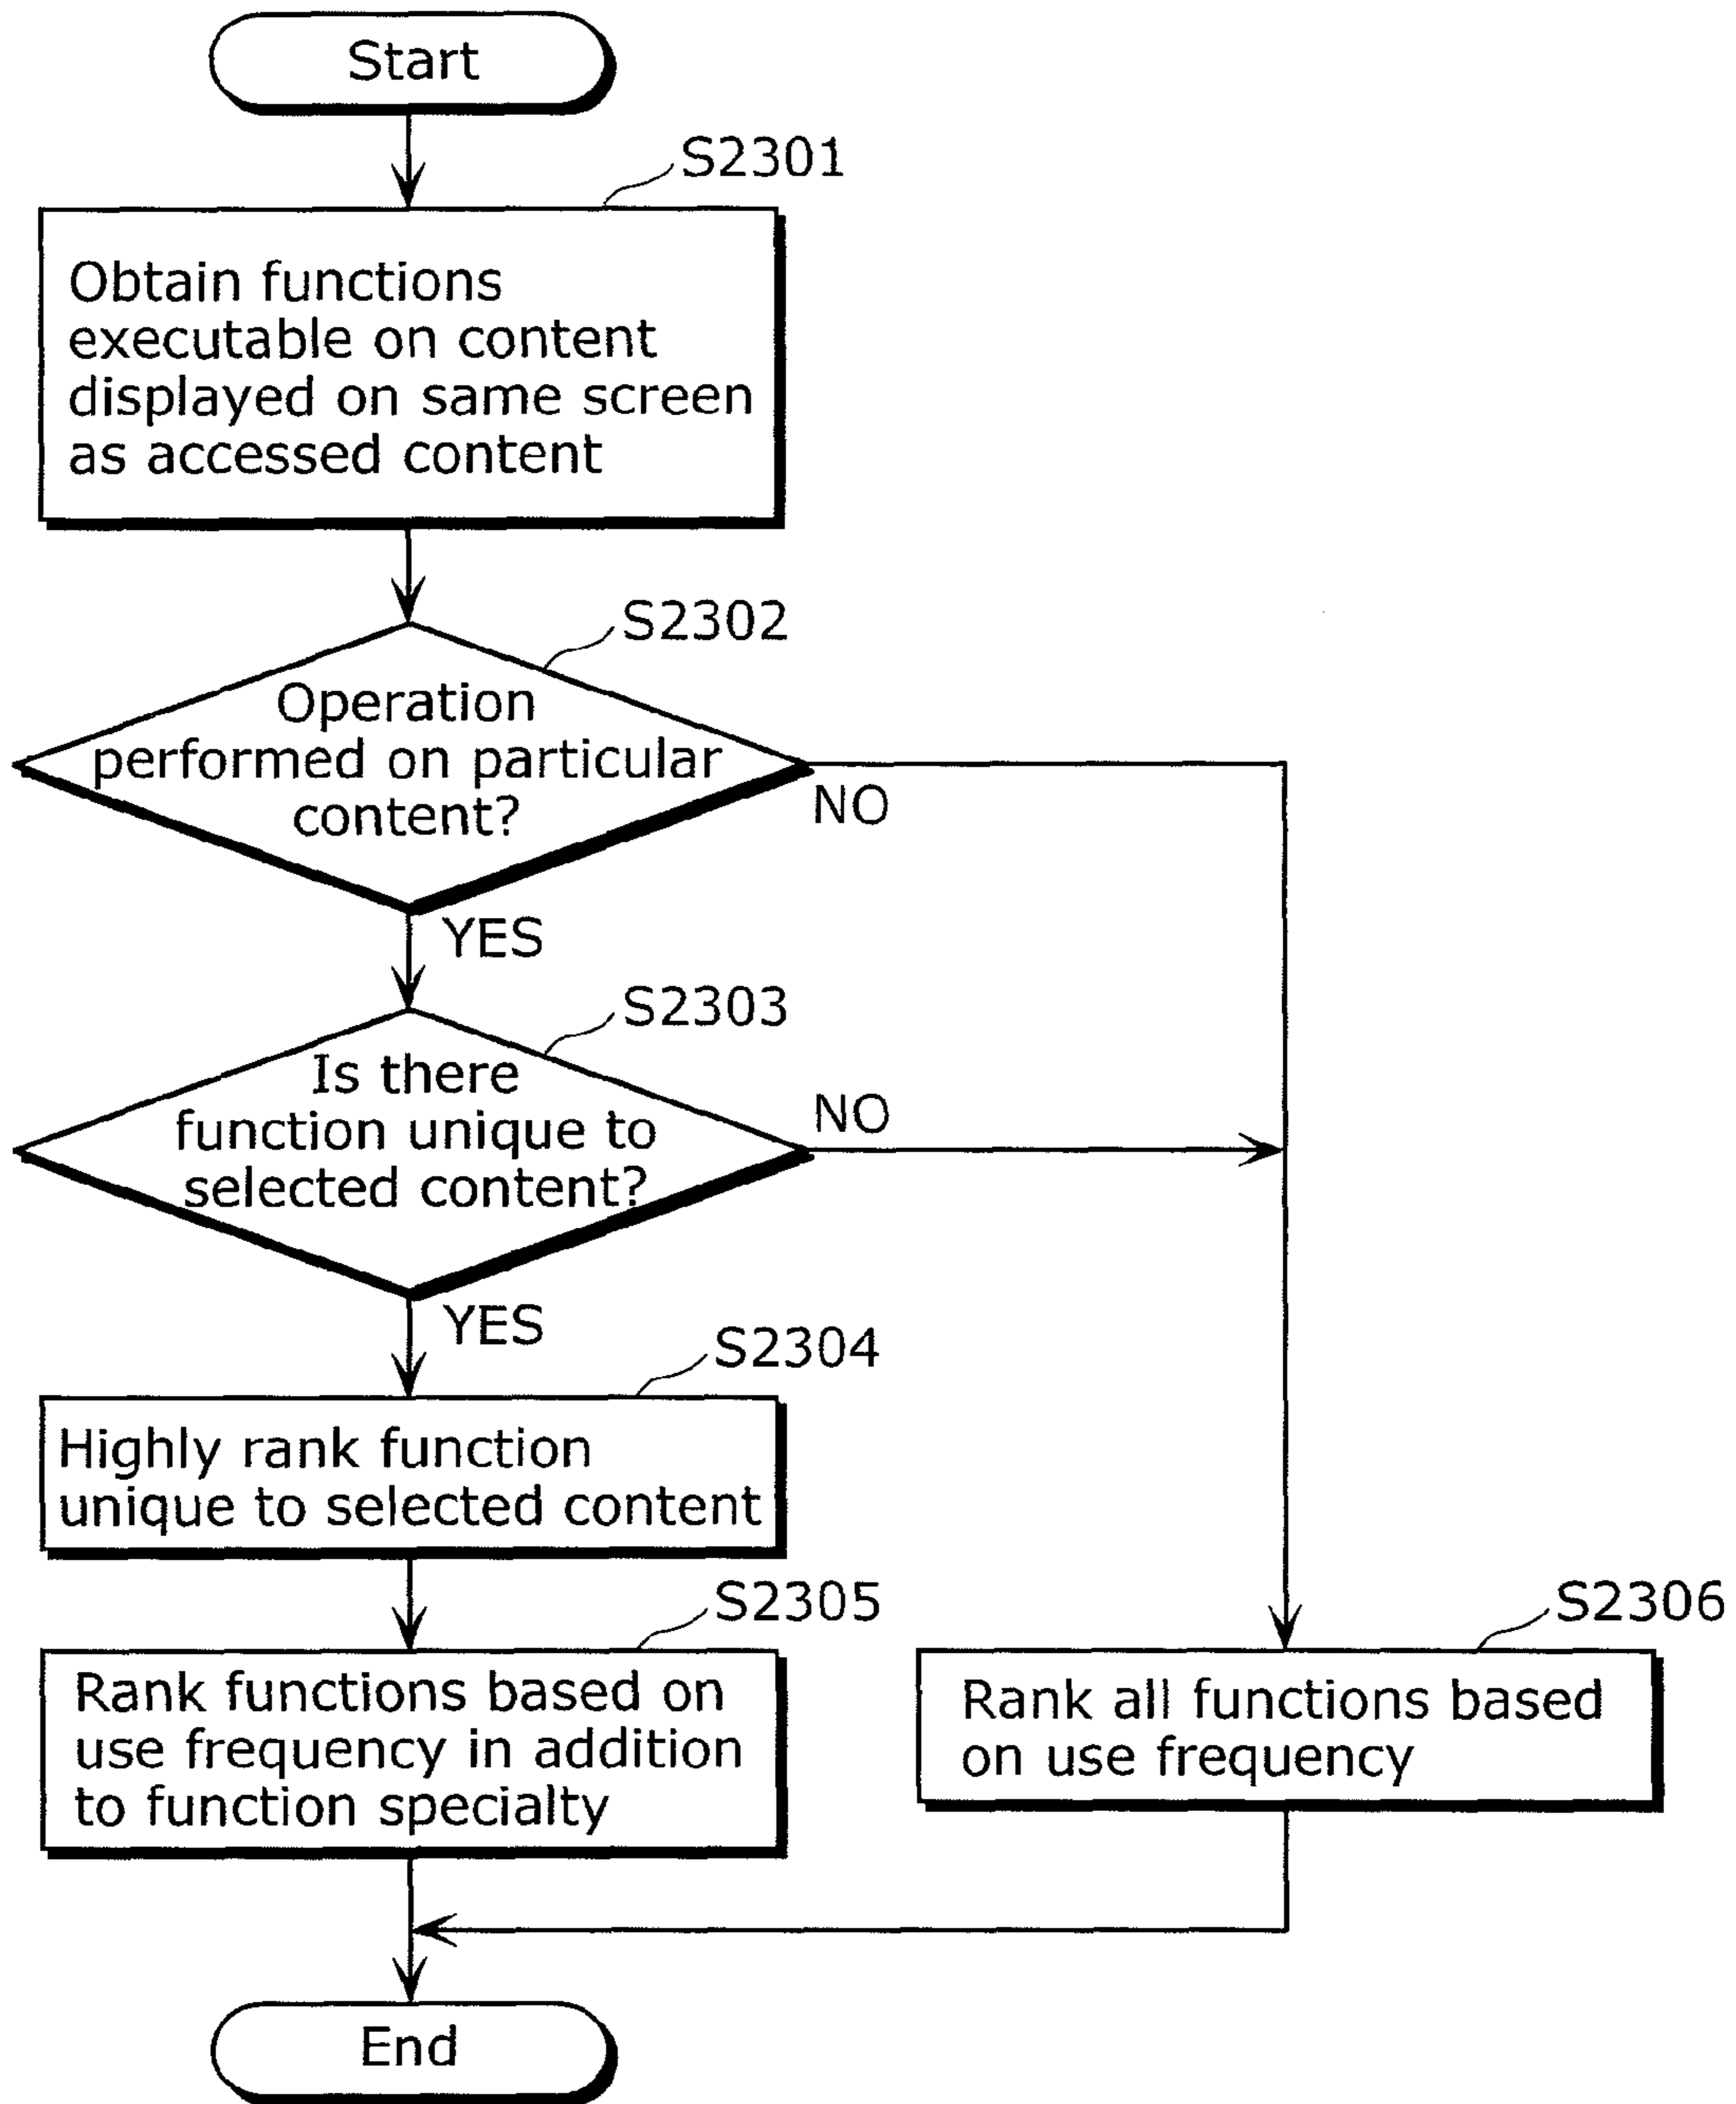 Start
S2301
Obtain functions
executable on content
displayed on same screen
as accessed content
S2302
Operation
performed on particular
content?
NO
YES
S2303
Is there
function unique to
selected content?
NO
YES
S2304
Highly rank function
unique to selected content
S2305
Rank functions based on
use frequency in addition
to function specialty
S2306
Rank all functions based
on use frequency
End